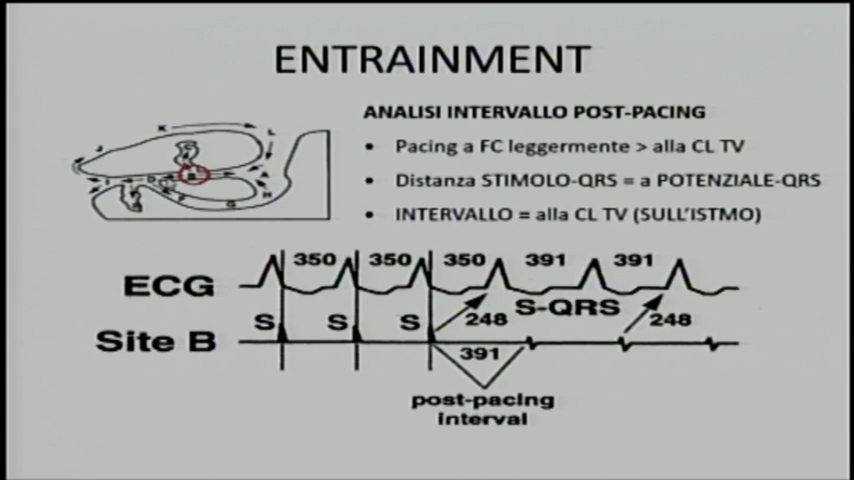 ENTRAINMENT
ANALISI INTERVALLO POST-PACING
• Pacing a FC leggermente > alla CL TV
• Distanza STIMOLO-QRS = a POTENZIALE-QRS
• INTERVALLO = alla CL TV (SULL'ISTMO)
K
L
J
A
I
D
H
F
G
350 350 350 391 391
ECG
S-QRS
S S S 248 248
Site B
391
post-pacing
interval